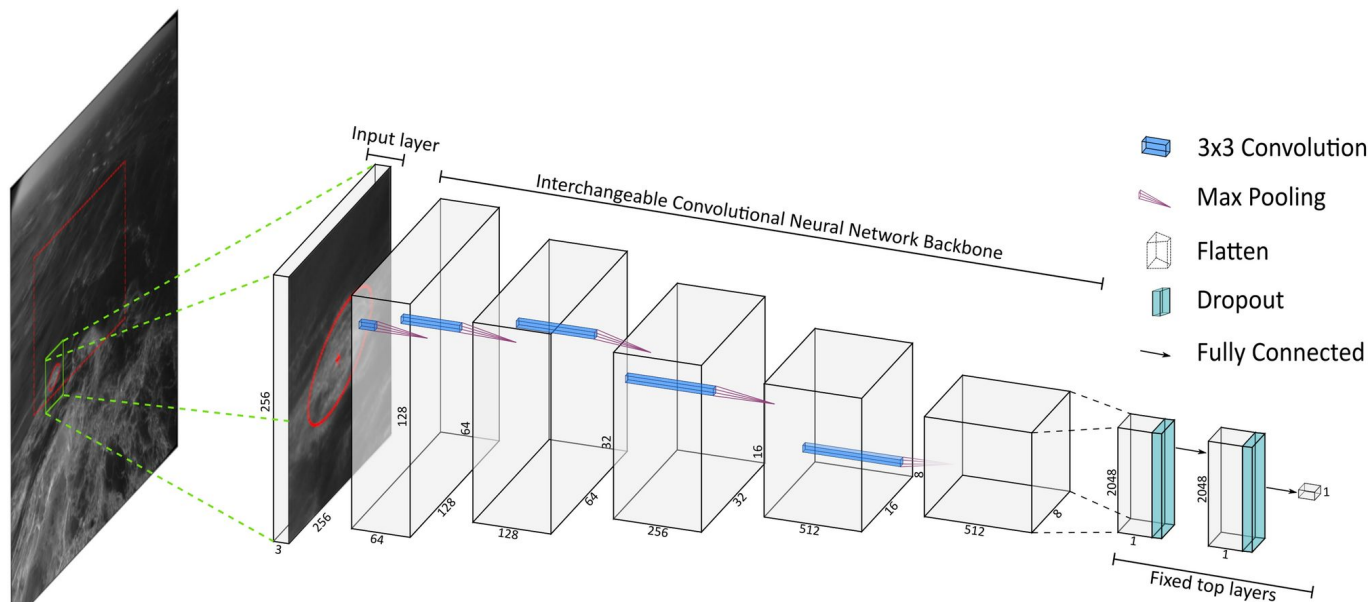 Input layer
Interchangeable Convolutional Neural Network Backbone
3x3 Convolution
Max Pooling
Flatten
Dropout
Fully Connected
256
3
256
128
64
128
64
128
64
32
256
32
16
512
16
8
512
8
2048
1
2048
1
1
Fixed top layers